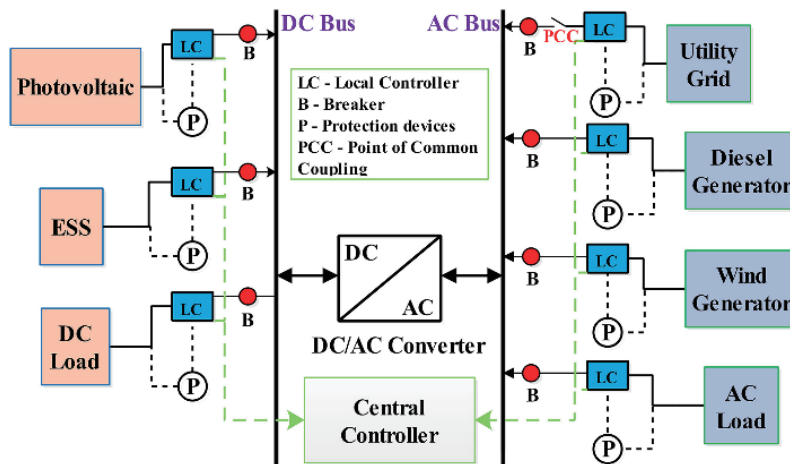 DC Bus
AC Bus
LC - Local Controller
B - Breaker
P - Protection devices
PCC - Point of Common
Coupling
Photovoltaic
LC
B
P
ESS
LC
B
P
DC
Load
LC
B
P
DC
AC
DC/AC Converter
Central
Controller
B
PCC
LC
P
Utility
Grid
B
LC
P
Diesel
Generator
B
LC
P
Wind
Generator
B
LC
P
AC
Load